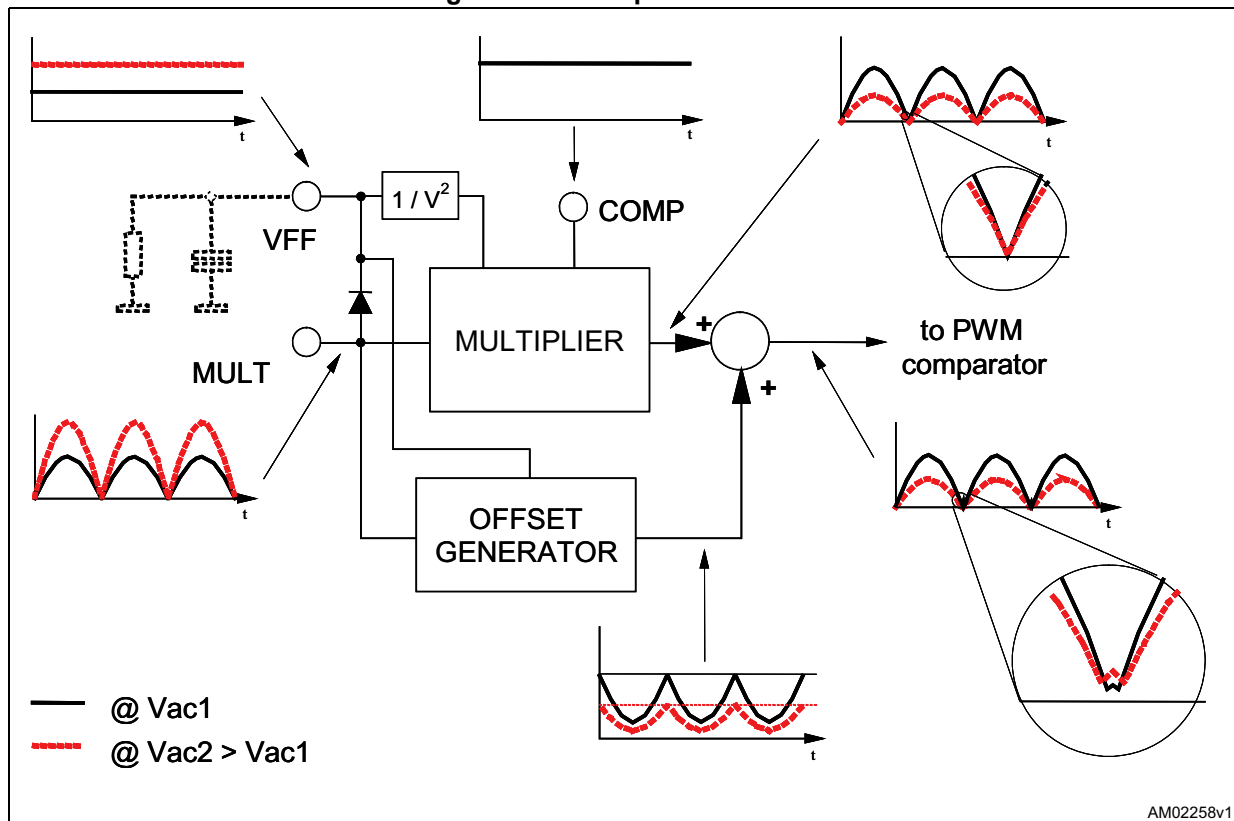 t
t
t
VFF
1 / V²
COMP
MULT
MULTIPLIER
+
+
to PWM
comparator
t
t
OFFSET
GENERATOR
t
@ Vac1
@ Vac2 > Vac1
AM02258v1